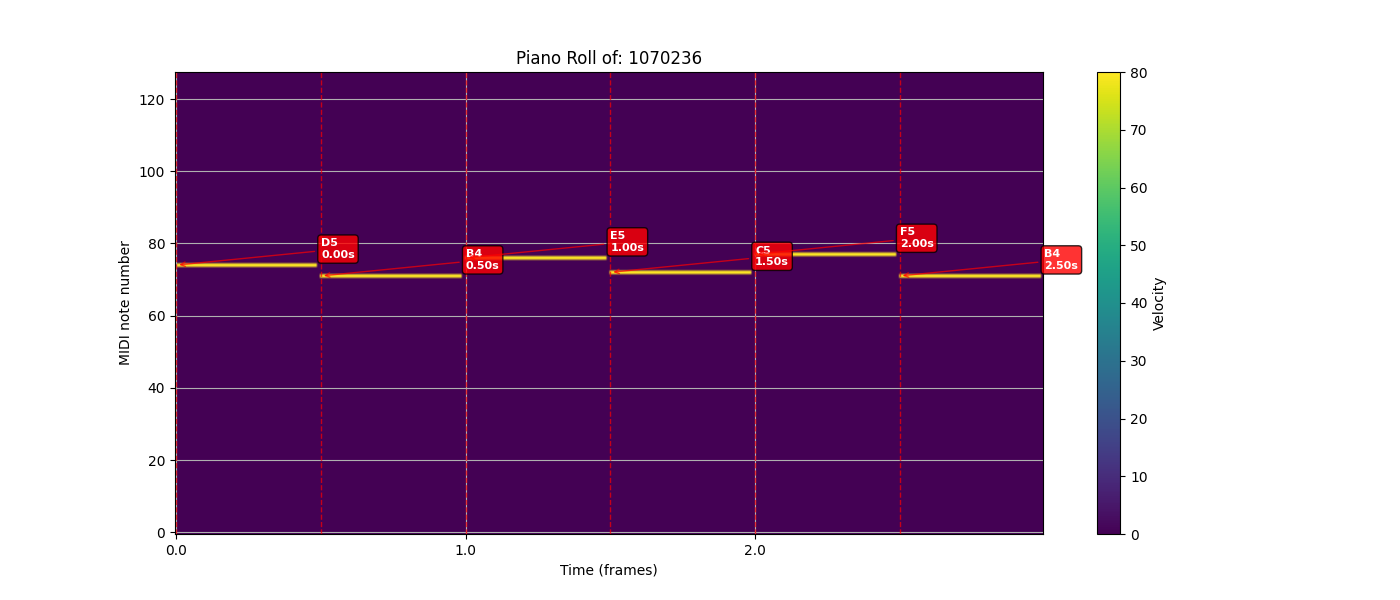 Piano Roll of: 1070236
120
100
80
60
40
20
0
MIDI note number
D5
0.00s
B4
0.50s
E5
1.00s
C5
1.50s
F5
2.00s
B4
2.50s
0.0
1.0
2.0
Time (frames)
80
70
60
50
40
30
20
10
0
Velocity